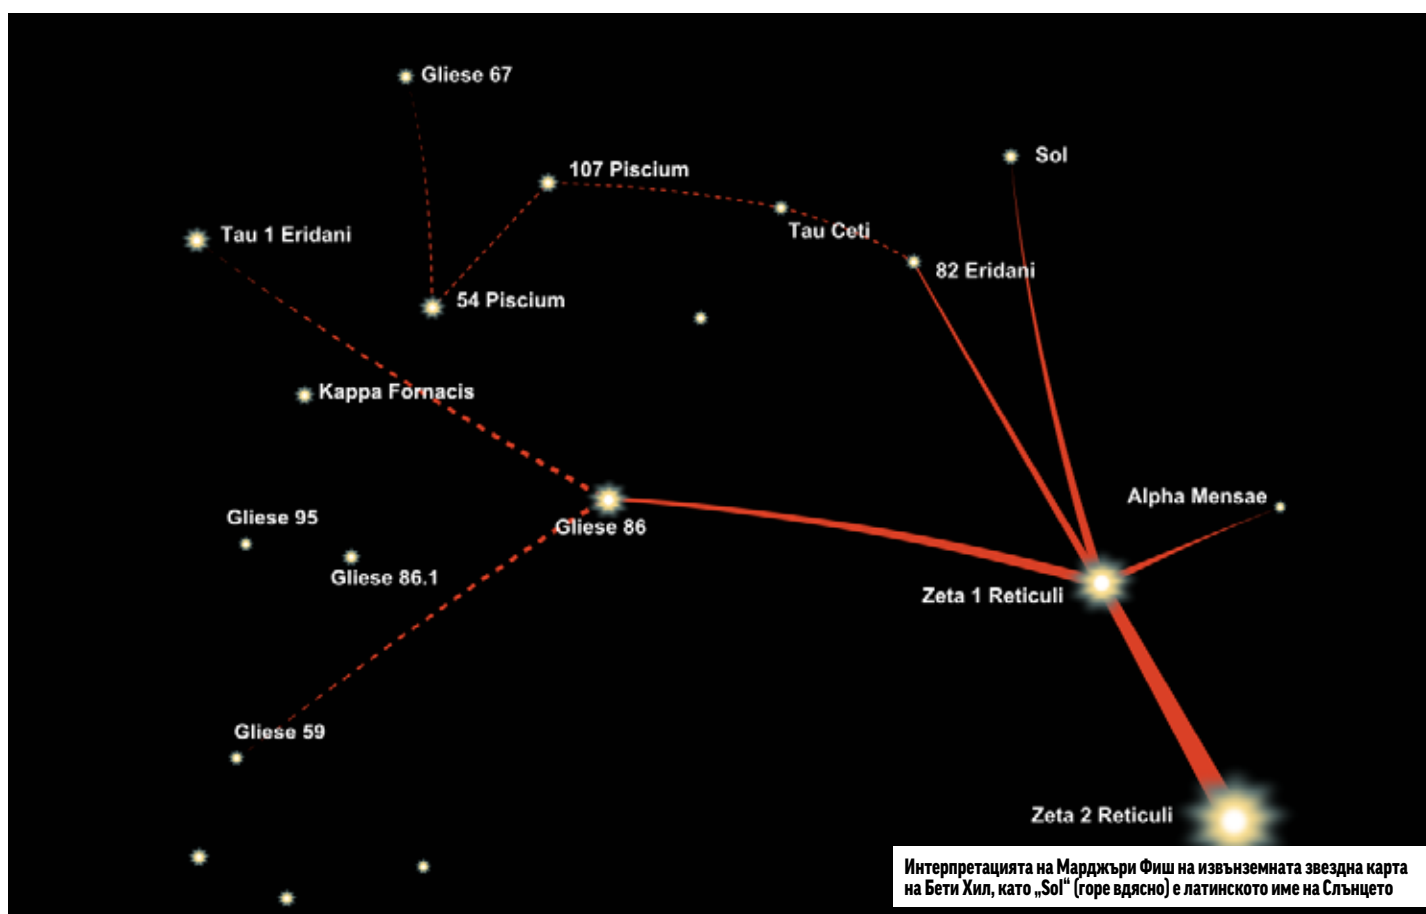 Gliese 67
Sol
107 Piscium
Tau Ceti
Tau 1 Eridani
82 Eridani
54 Piscium
Kappa Fornacis
Alpha Mensae
Gliese 95
Gliese 86
Gliese 86.1
Zeta 1 Reticuli
Gliese 59
Zeta 2 Reticuli
Интерпретацията на Марджъри Фиш на извънземната звездна карта
на Бети Хил, като „Sol“ (горе вдясно) е латинското име на Слънцето